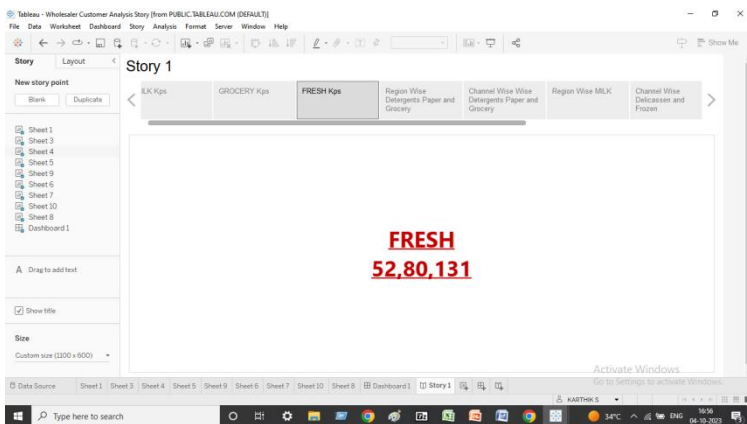 Tableau - Wholesaler Customer Analysis Story [from PUBLIC.TABLEAU.COM (DEFAULT)]
File Data Worksheet Dashboard Story Analysis Format Server Window Help
Show Me
Story Layout
Story 1
New story point
Blank Duplicate
ILK Kps GROCERY Kps FRESH Kps Region Wise Detergents Paper and Grocery Channel Wise Wise Detergents Paper and Grocery Region Wise MILK Channel Wise Delicassen and Frozen
Sheet 1
Sheet 3
Sheet 4
Sheet 5
Sheet 9
Sheet 6
Sheet 7
Sheet 10
Sheet 8
Dashboard 1
FRESH
52,80,131
A Drag to add text
Show title
Size
Custom size (1100 x 600)
Activate Windows
Go to Settings to activate Windows.
Data Source Sheet 1 Sheet 3 Sheet 4 Sheet 5 Sheet 9 Sheet 6 Sheet 7 Sheet 10 Sheet 8 Dashboard 1 Story 1
KARTHIK S
Type here to search
34°C ENG 16:56
04-10-2023